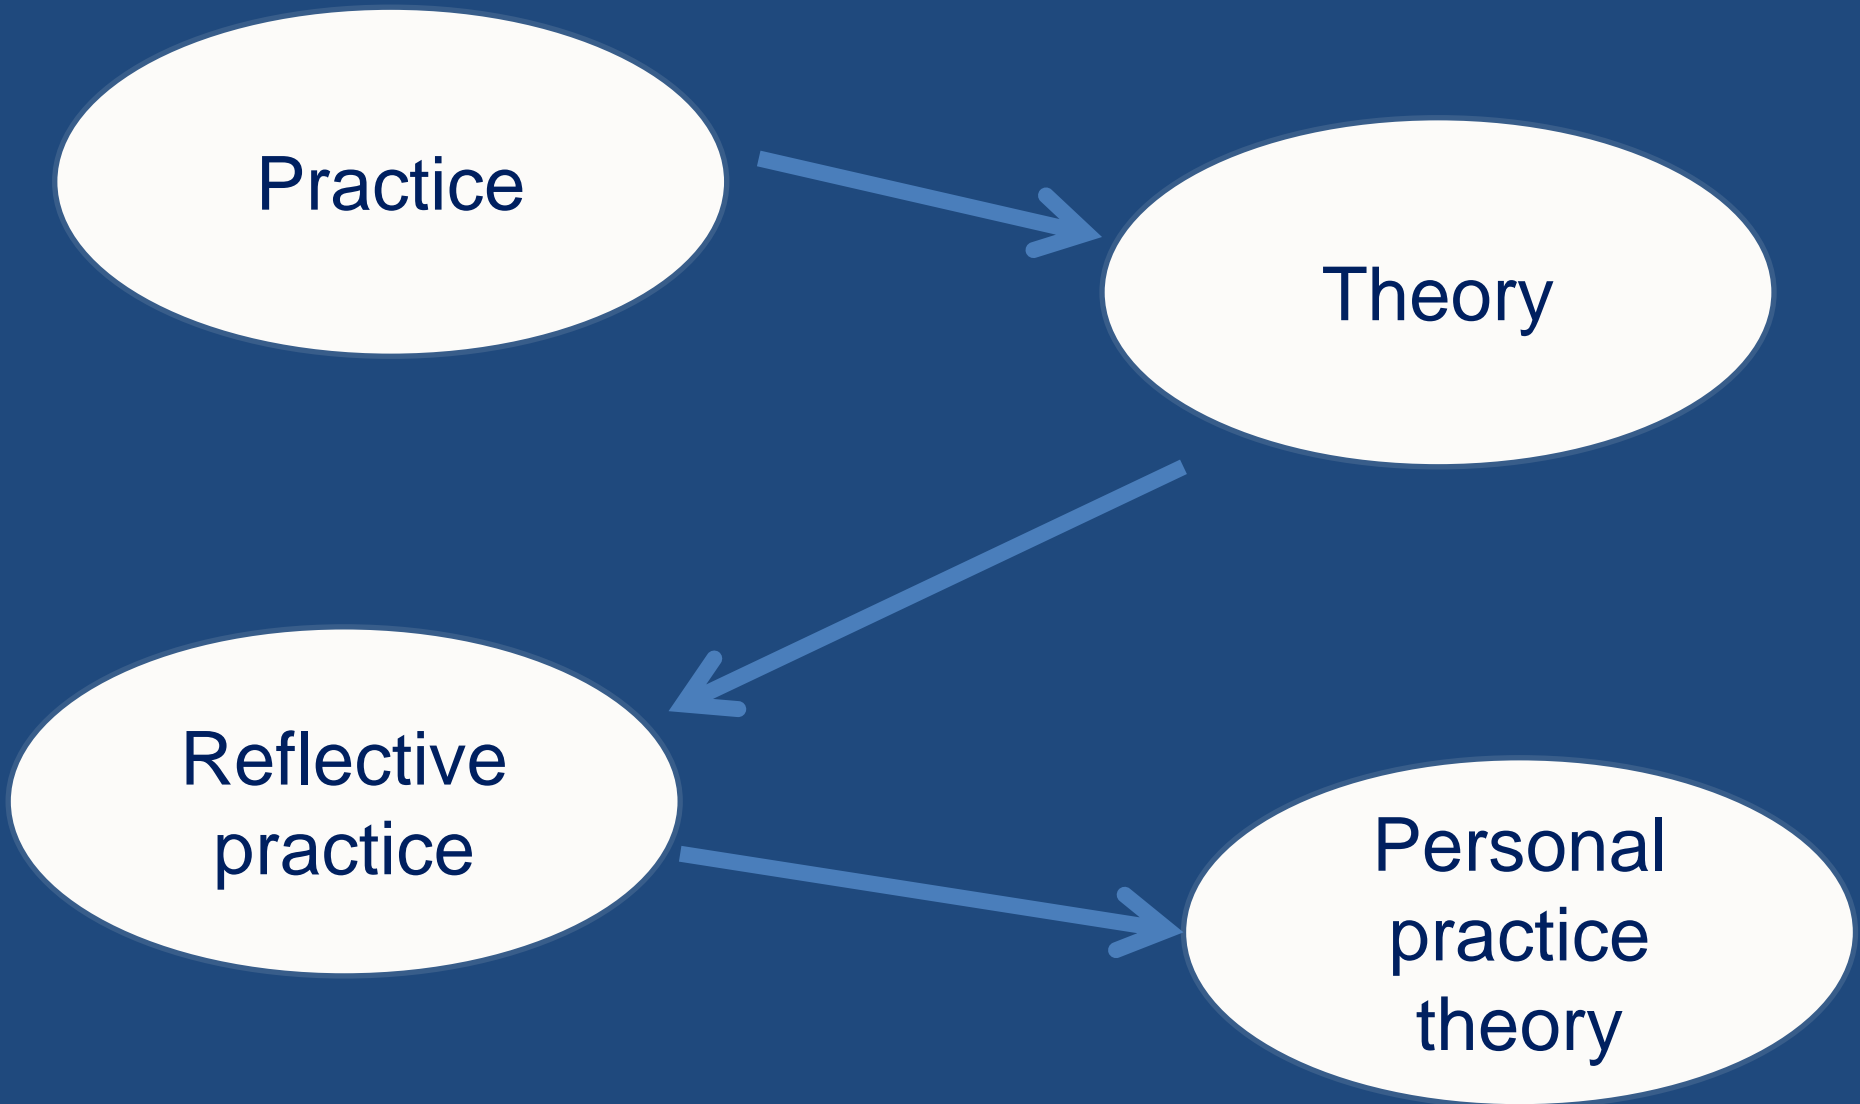 Practice
Theory
Reflective
practice
Personal
practice
theory